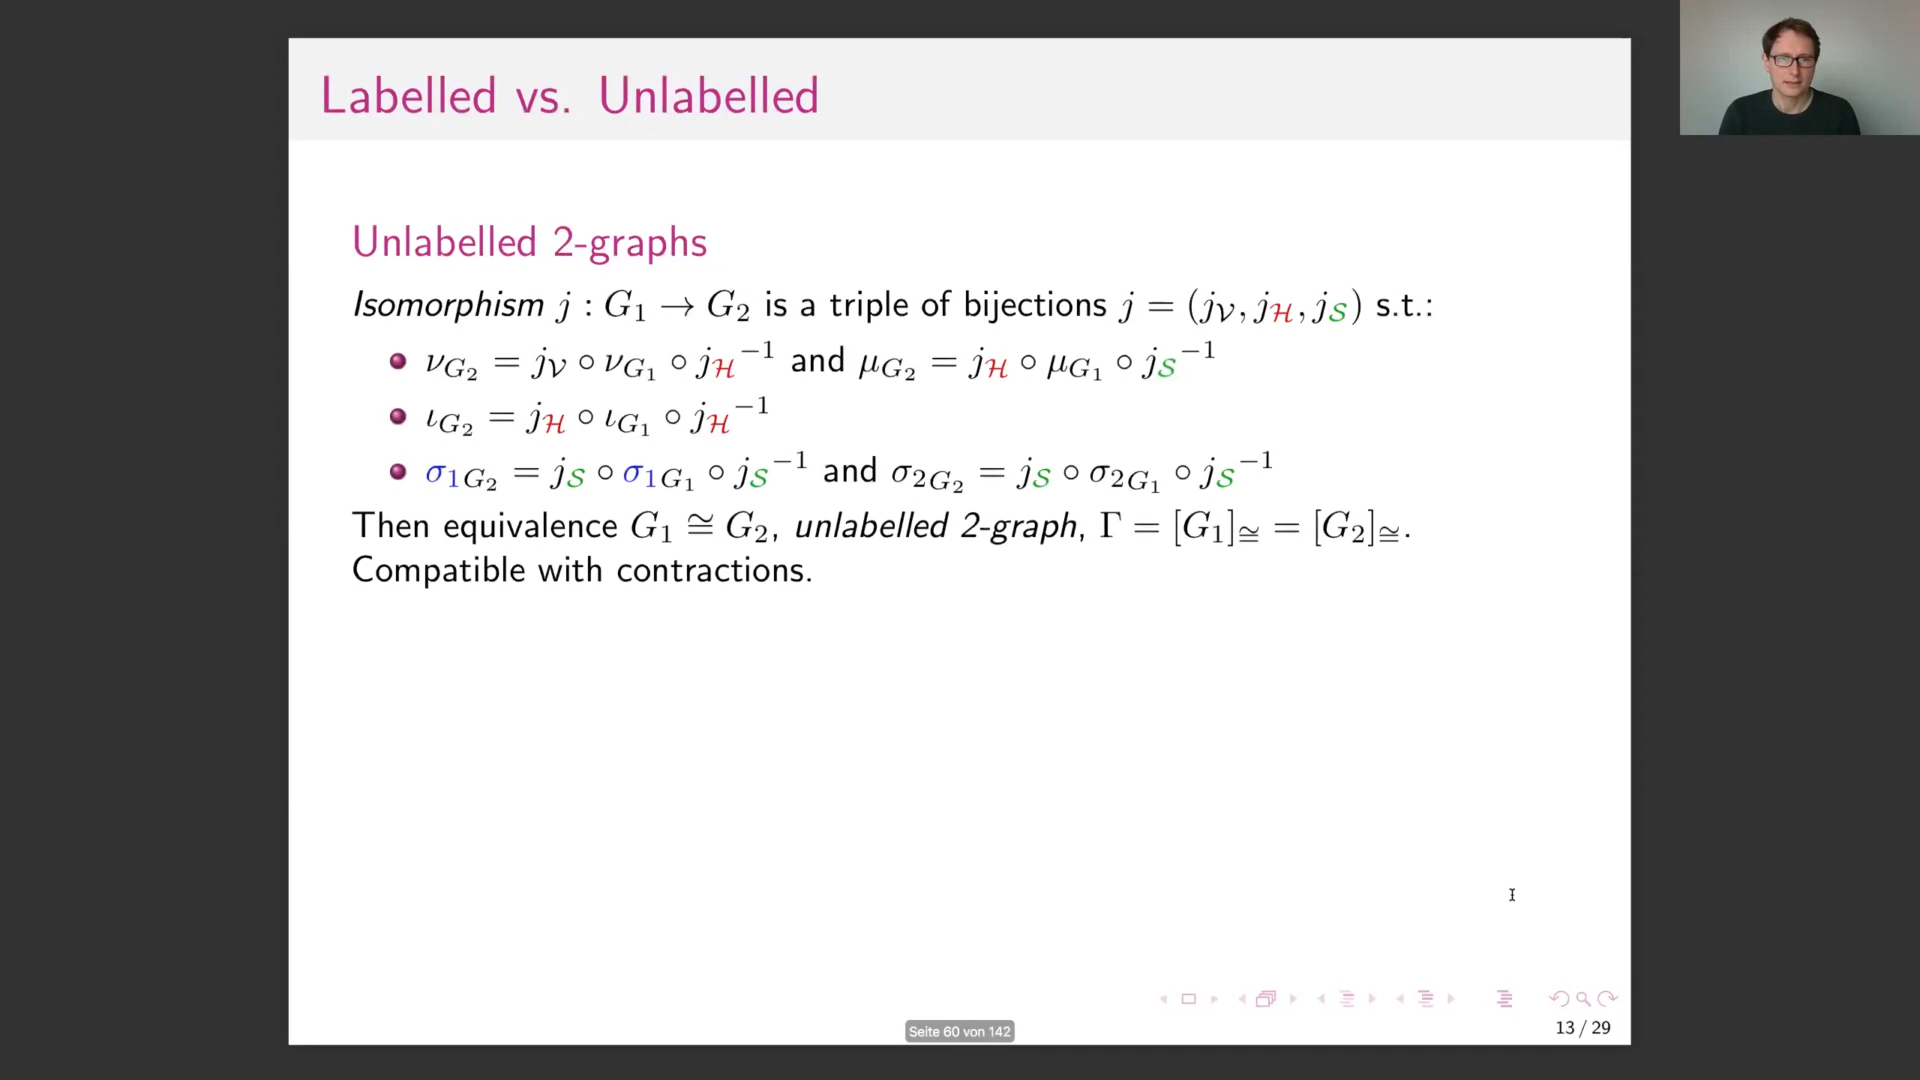 Labelled vs. Unlabelled
Unlabelled 2-graphs
Isomorphism j : G₁ → G₂ is a triple of bijections j = (j_𝒱, j_ℋ, j_𝒮) s.t.:
ν_{G₂} = j_𝒱 ∘ ν_{G₁} ∘ j_ℋ⁻¹ and μ_{G₂} = j_ℋ ∘ μ_{G₁} ∘ j_𝒮⁻¹
ι_{G₂} = j_ℋ ∘ ι_{G₁} ∘ j_ℋ⁻¹
σ_{1G₂} = j_𝒮 ∘ σ_{1G₁} ∘ j_𝒮⁻¹ and σ_{2G₂} = j_𝒮 ∘ σ_{2G₁} ∘ j_𝒮⁻¹
Then equivalence G₁ ≅ G₂, unlabelled 2-graph, Γ = [G₁]_≅ = [G₂]_≅.
Compatible with contractions.
13 / 29
Seite 60 von 142